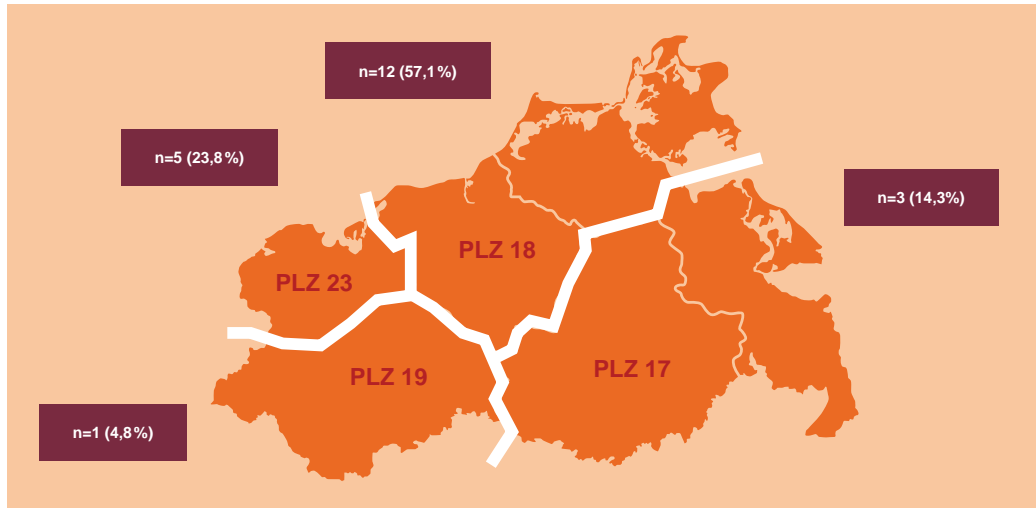 n=12 (57,1%)
n=5 (23,8%)
n=3 (14,3%)
PLZ 18
PLZ 23
PLZ 17
PLZ 19
n=1 (4,8%)